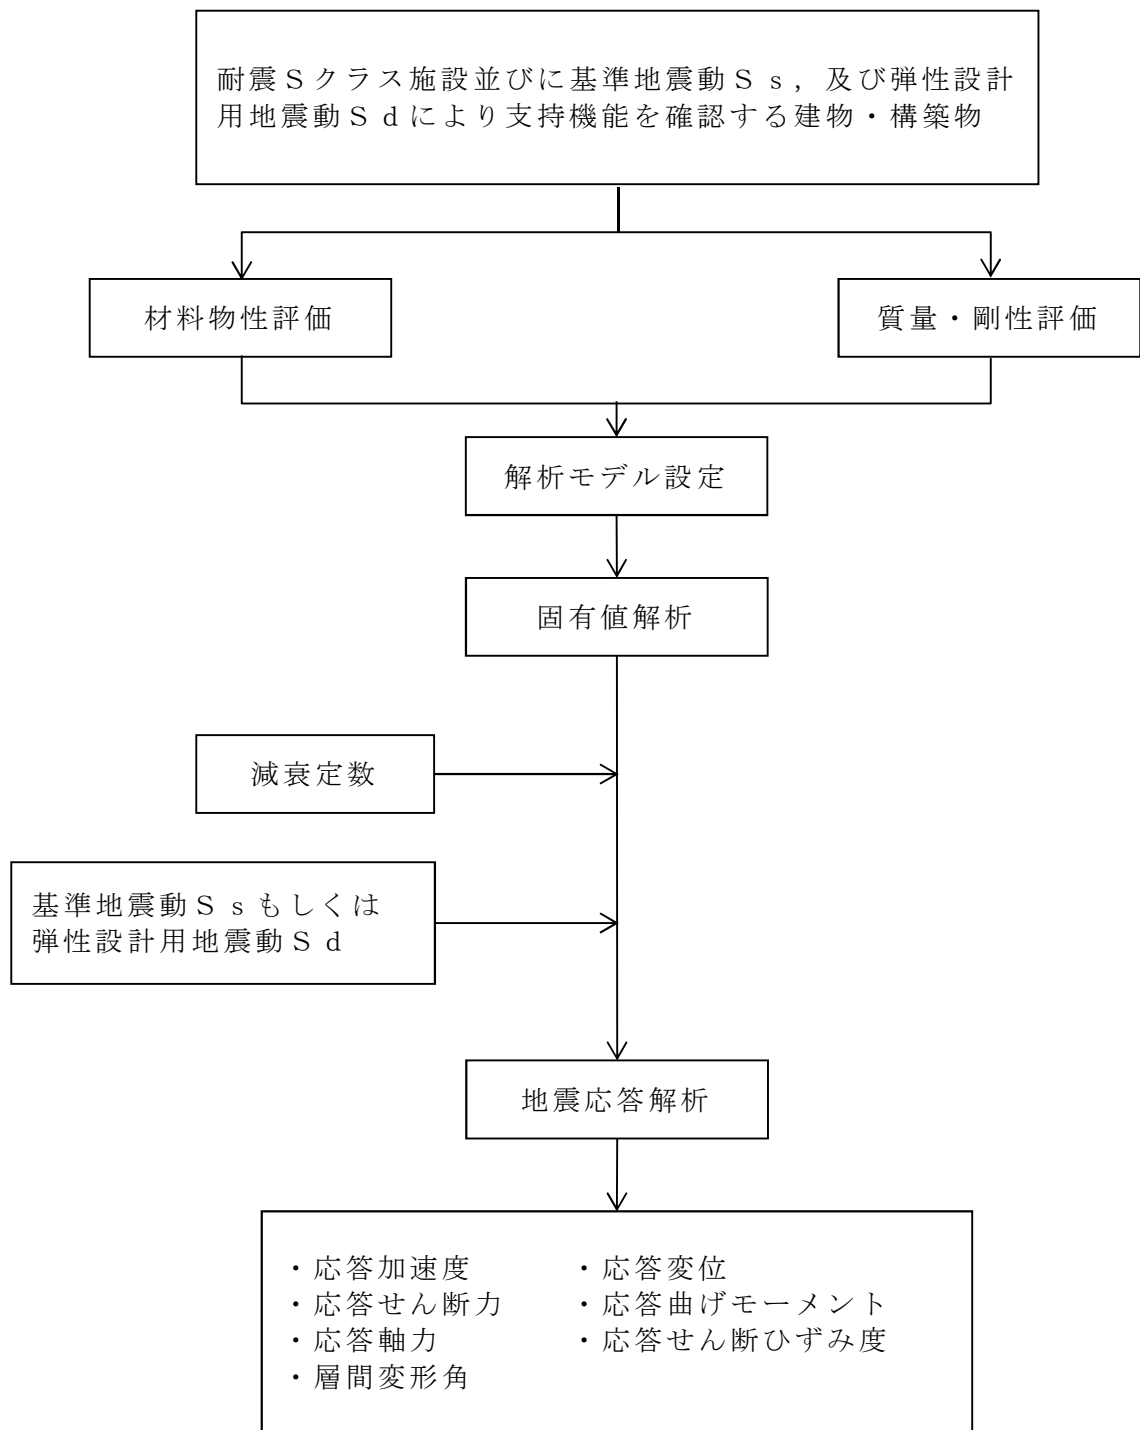 耐震Ｓクラス施設並びに基準地震動Ｓｓ，及び弾性設計
用地震動Ｓｄにより支持機能を確認する建物・構築物
材料物性評価
質量・剛性評価
解析モデル設定
固有値解析
減衰定数
基準地震動Ｓｓもしくは
弾性設計用地震動Ｓｄ
地震応答解析
・応答加速度
・応答変位
・応答せん断力
・応答曲げモーメント
・応答軸力
・応答せん断ひずみ度
・層間変形角